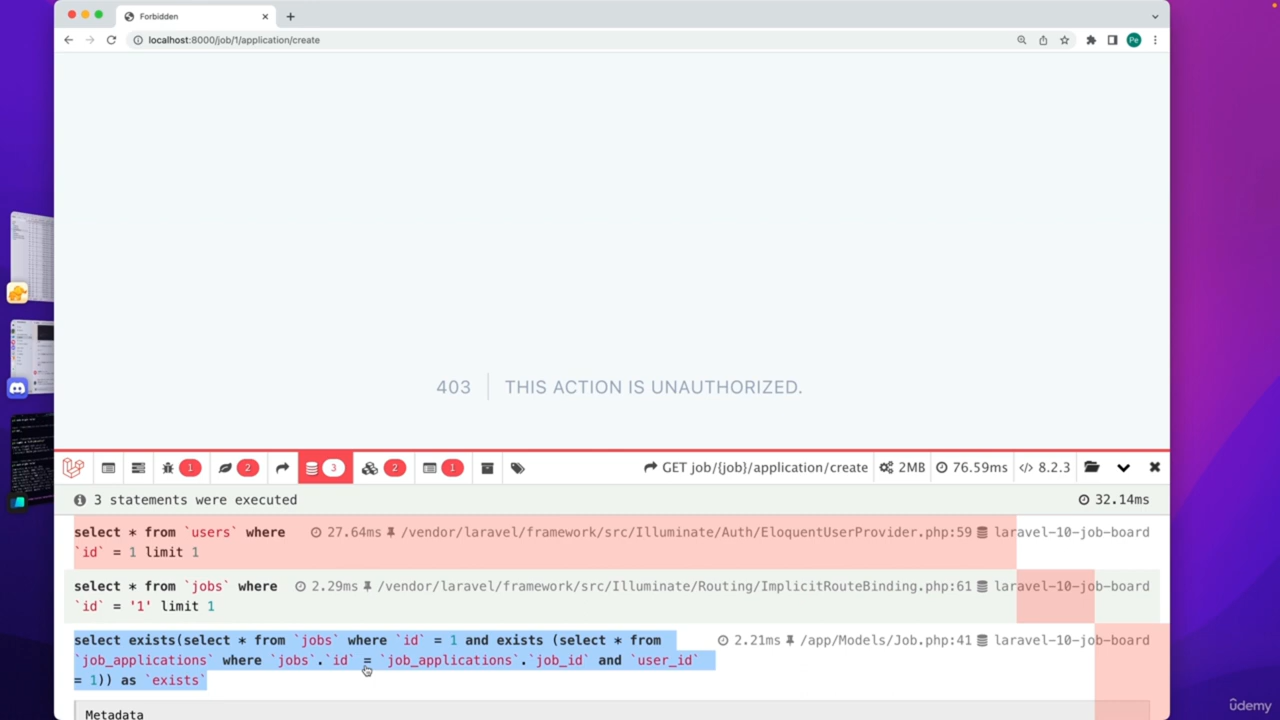 Forbidden
localhost:8000/job/1/application/create
Pe
403 THIS ACTION IS UNAUTHORIZED.
1 2 3 2 1 GET job/{job}/application/create 2MB 76.59ms 8.2.3
3 statements were executed 32.14ms
select * from `users` where 27.64ms /vendor/laravel/framework/src/Illuminate/Auth/EloquentUserProvider.php:59 laravel-10-job-board
`id` = 1 limit 1
select * from `jobs` where 2.29ms /vendor/laravel/framework/src/Illuminate/Routing/ImplicitRouteBinding.php:61 laravel-10-job-board
`id` = '1' limit 1
select exists(select * from `jobs` where `id` = 1 and exists (select * from 2.21ms /app/Models/Job.php:41 laravel-10-job-board
`job_applications` where `jobs`.`id` = `job_applications`.`job_id` and `user_id`
= 1)) as `exists`
Metadata
ûdemy